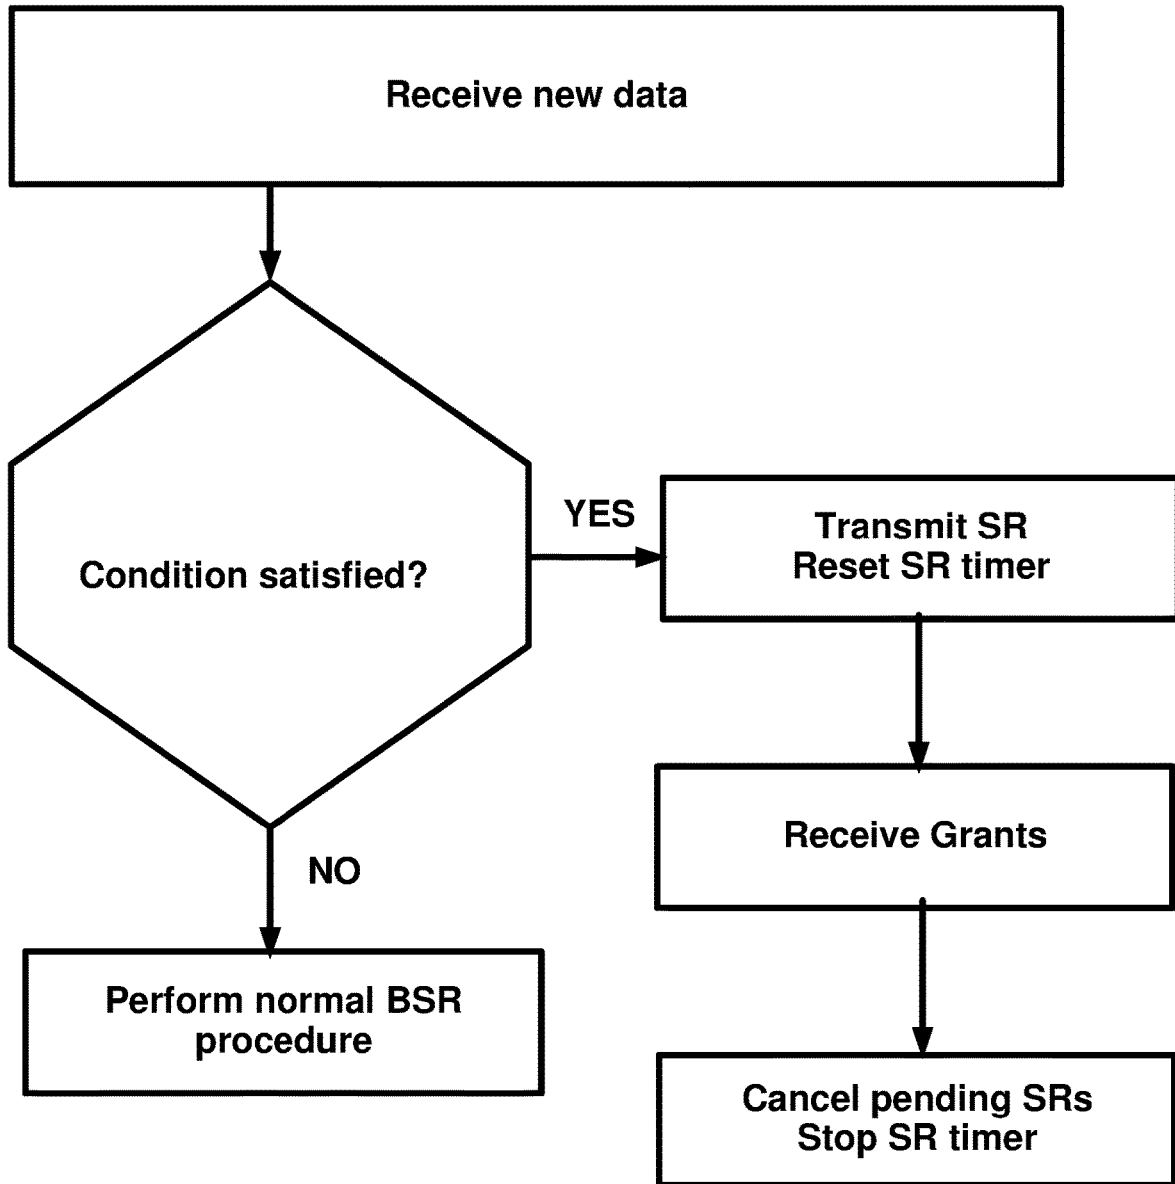 Receive new data
Condition satisfied?
YES
Transmit SR
Reset SR timer
Receive Grants
NO
Perform normal BSR
procedure
Cancel pending SRs
Stop SR timer